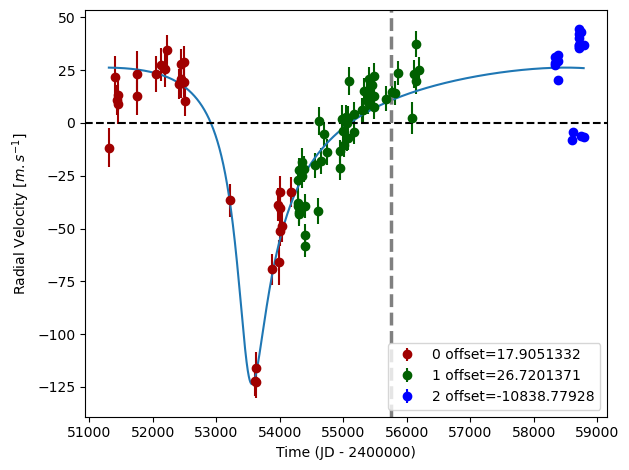 50
25
0
−25
−50
−75
−100
−125
Radial Velocity [m.s⁻¹]
0 offset=17.9051332
1 offset=26.7201371
2 offset=-10838.77928
51000 52000 53000 54000 55000 56000 57000 58000 59000
Time (JD - 2400000)